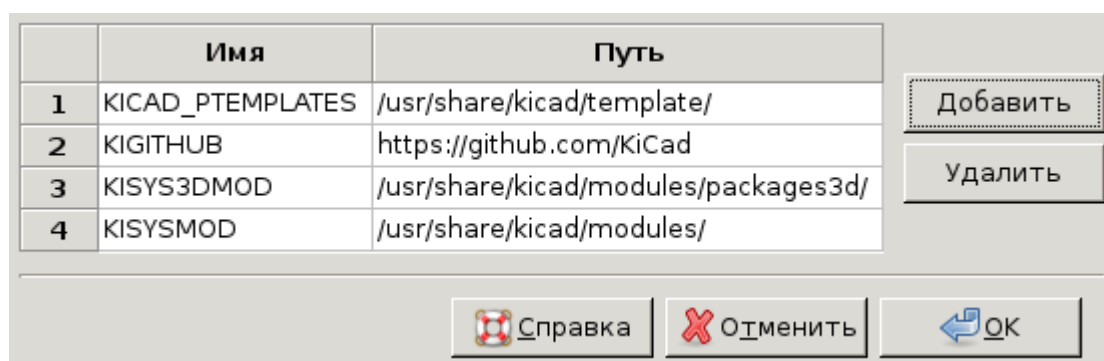 Имя Путь
1 KICAD_PTEMPLATES /usr/share/kicad/template/
Добавить
2 KIGITHUB https://github.com/KiCad
Удалить
3 KISYS3DMOD /usr/share/kicad/modules/packages3d/
4 KISYSMOD /usr/share/kicad/modules/
Справка Отменить OK